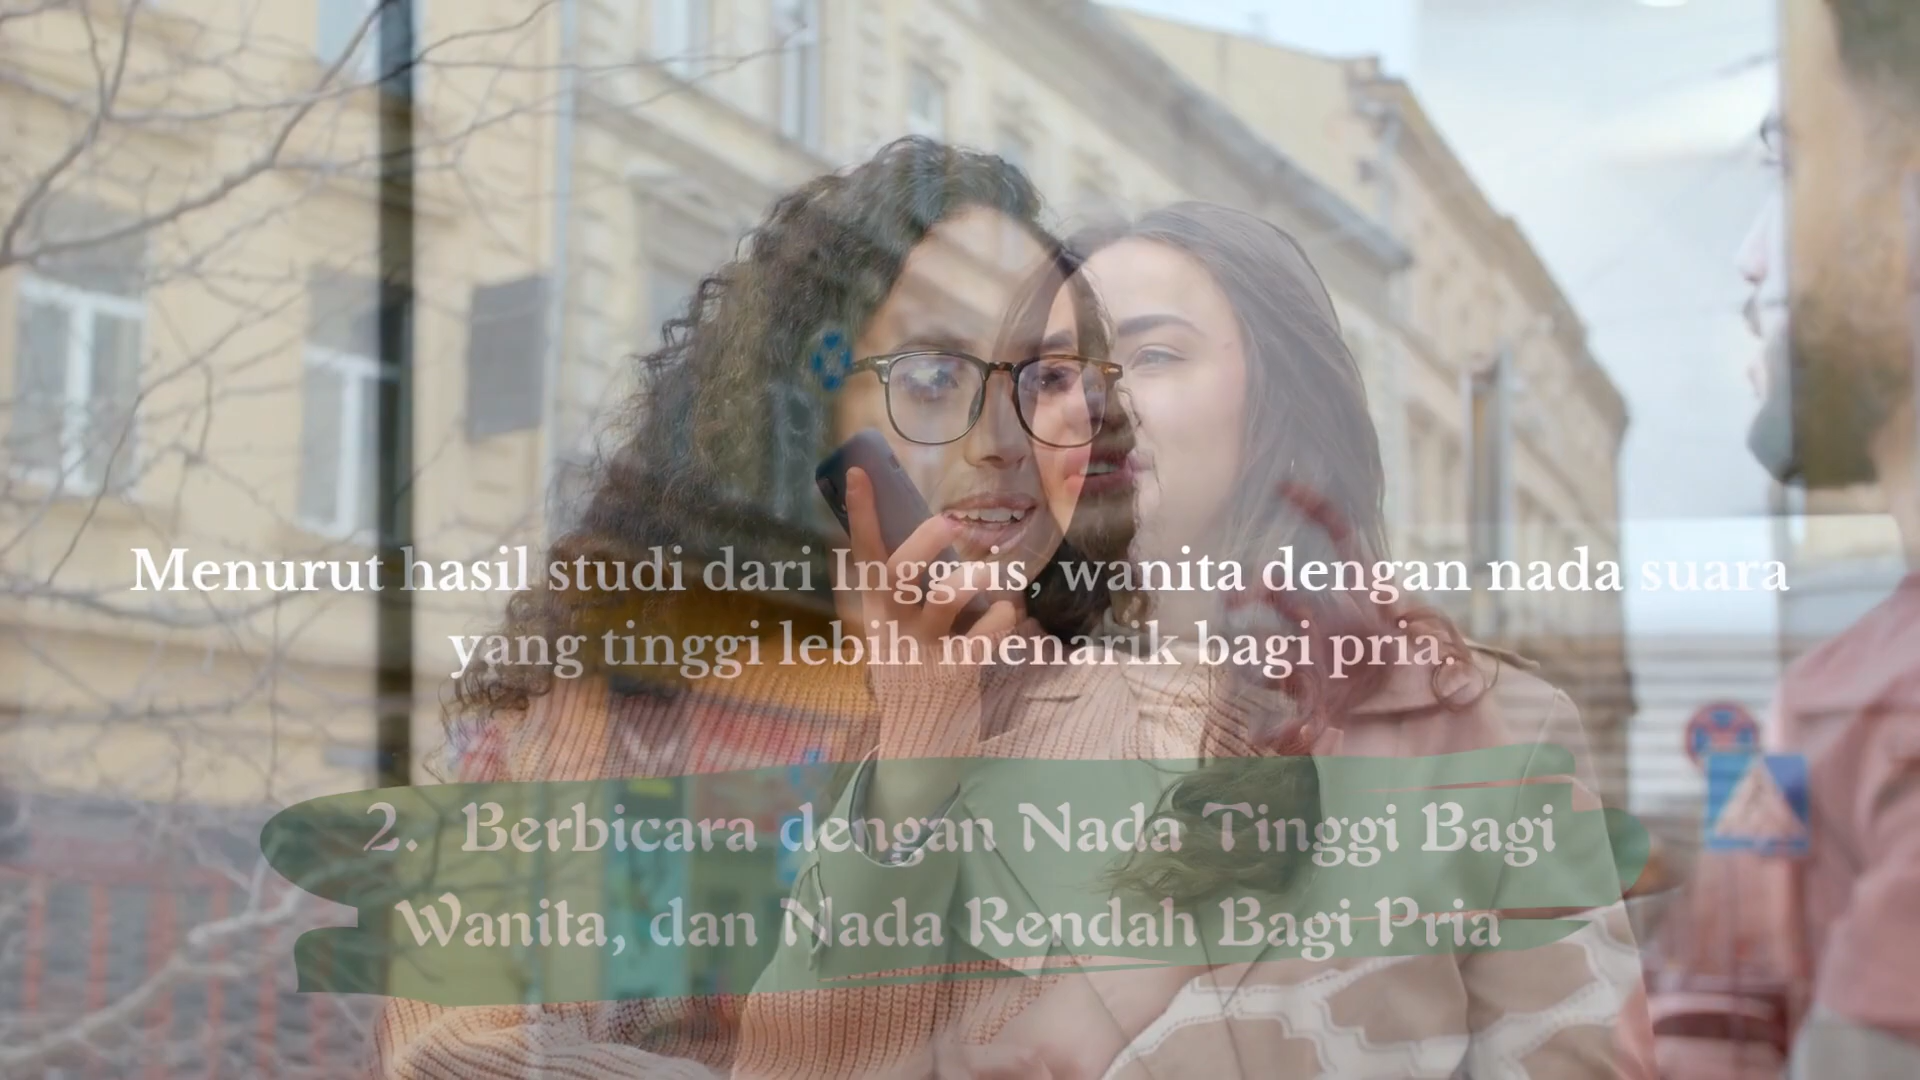 Menurut hasil studi dari Inggris, wanita dengan nada suara
yang tinggi lebih menarik bagi pria.
2. Berbicara dengan Nada Tinggi Bagi
Wanita, dan Nada Rendah Bagi Pria